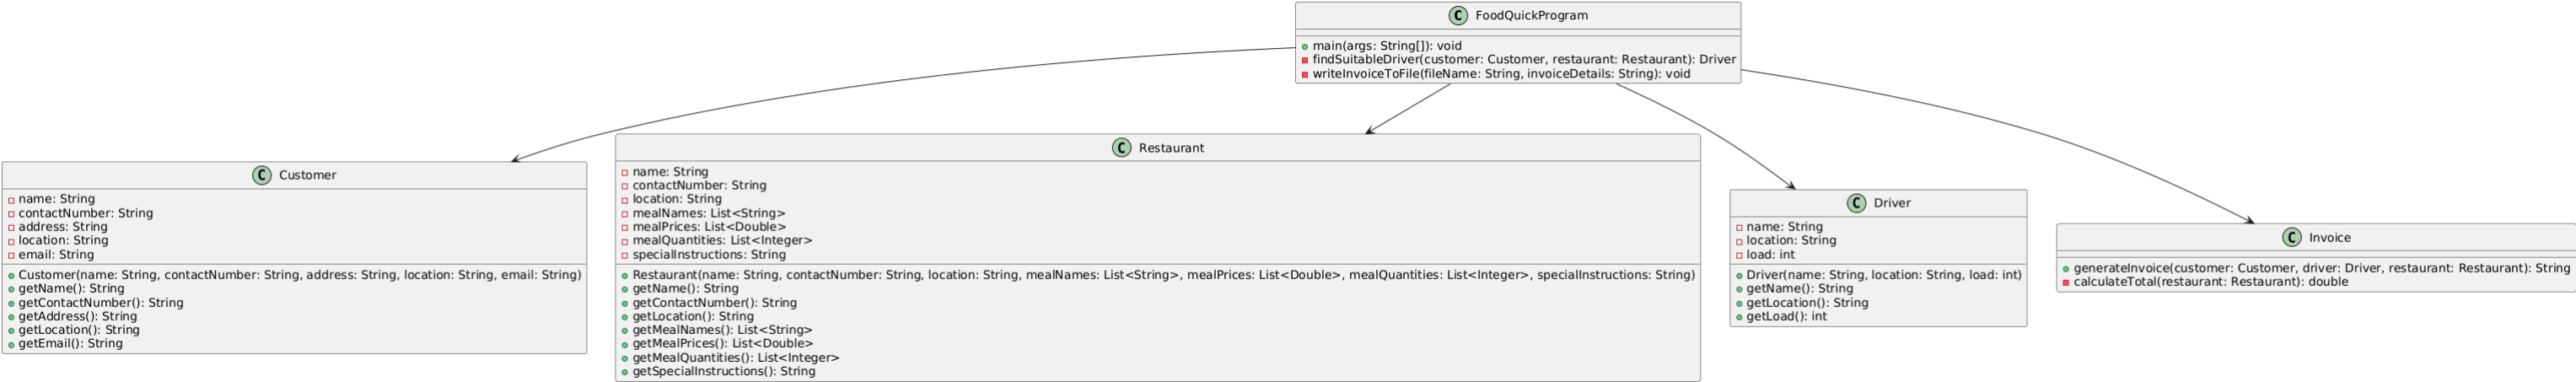 C FoodQuickProgram
main(args: String[]): void
findSuitableDriver(customer: Customer, restaurant: Restaurant): Driver
writeInvoiceToFile(fileName: String, invoiceDetails: String): void
C Customer
name: String
contactNumber: String
address: String
location: String
email: String
Customer(name: String, contactNumber: String, address: String, location: String, email: String)
getName(): String
getContactNumber(): String
getAddress(): String
getLocation(): String
getEmail(): String
C Restaurant
name: String
contactNumber: String
location: String
mealNames: List<String>
mealPrices: List<Double>
mealQuantities: List<Integer>
specialInstructions: String
Restaurant(name: String, contactNumber: String, location: String, mealNames: List<String>, mealPrices: List<Double>, mealQuantities: List<Integer>, specialInstructions: String)
getName(): String
getContactNumber(): String
getLocation(): String
getMealNames(): List<String>
getMealPrices(): List<Double>
getMealQuantities(): List<Integer>
getSpecialInstructions(): String
C Driver
name: String
location: String
load: int
Driver(name: String, location: String, load: int)
getName(): String
getLocation(): String
getLoad(): int
C Invoice
generateInvoice(customer: Customer, driver: Driver, restaurant: Restaurant): String
calculateTotal(restaurant: Restaurant): double